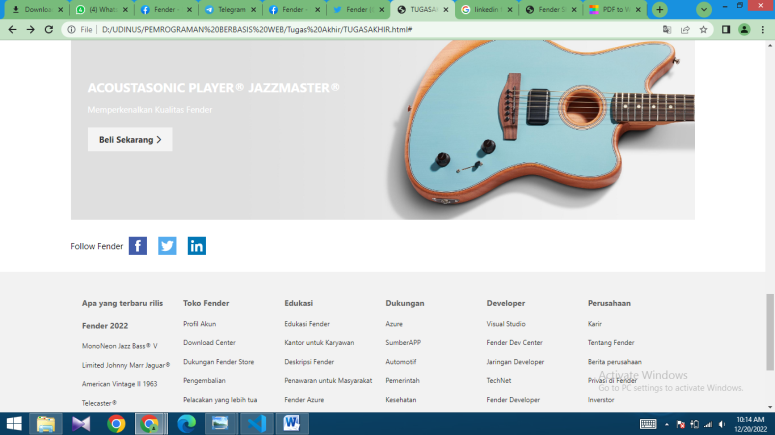 Downloa
(4) Whats
Fender -
Telegram
Fender -
Fender (
TUGASA
linkedin
Fender S
PDF to W
File | D:/UDINUS/PEMROGRAMAN%20BERBASIS%20WEB/Tugas%20Akhir/TUGASAKHIR.html#
ACOUSTASONIC PLAYER® JAZZMASTER®
Memperkenalkan Kualitas Fender
Beli Sekarang
Follow Fender
Apa yang terbaru rilis
Fender 2022
MonoNeon Jazz Bass® V
Limited Johnny Marr Jaguar®
American Vintage II 1963
Telecaster®
Toko Fender
Profil Akun
Download Center
Dukungan Fender Store
Pengembalian
Pelacakan yang lebih tua
Edukasi
Edukasi Fender
Kantor untuk Karyawan
Deskripsi Fender
Penawaran untuk Masyarakat
Fender Azure
Dukungan
Azure
SumberAPP
Automotif
Pemerintah
Kesehatan
Developer
Visual Studio
Fender Dev Center
Jaringan Developer
TechNet
Fender Developer
Perusahaan
Karir
Tentang Fender
Berita perusahaan
Privasi di Fender
Inverstor
Activate Windows
Go to PC settings to activate Windows.
10:14 AM
12/20/2022